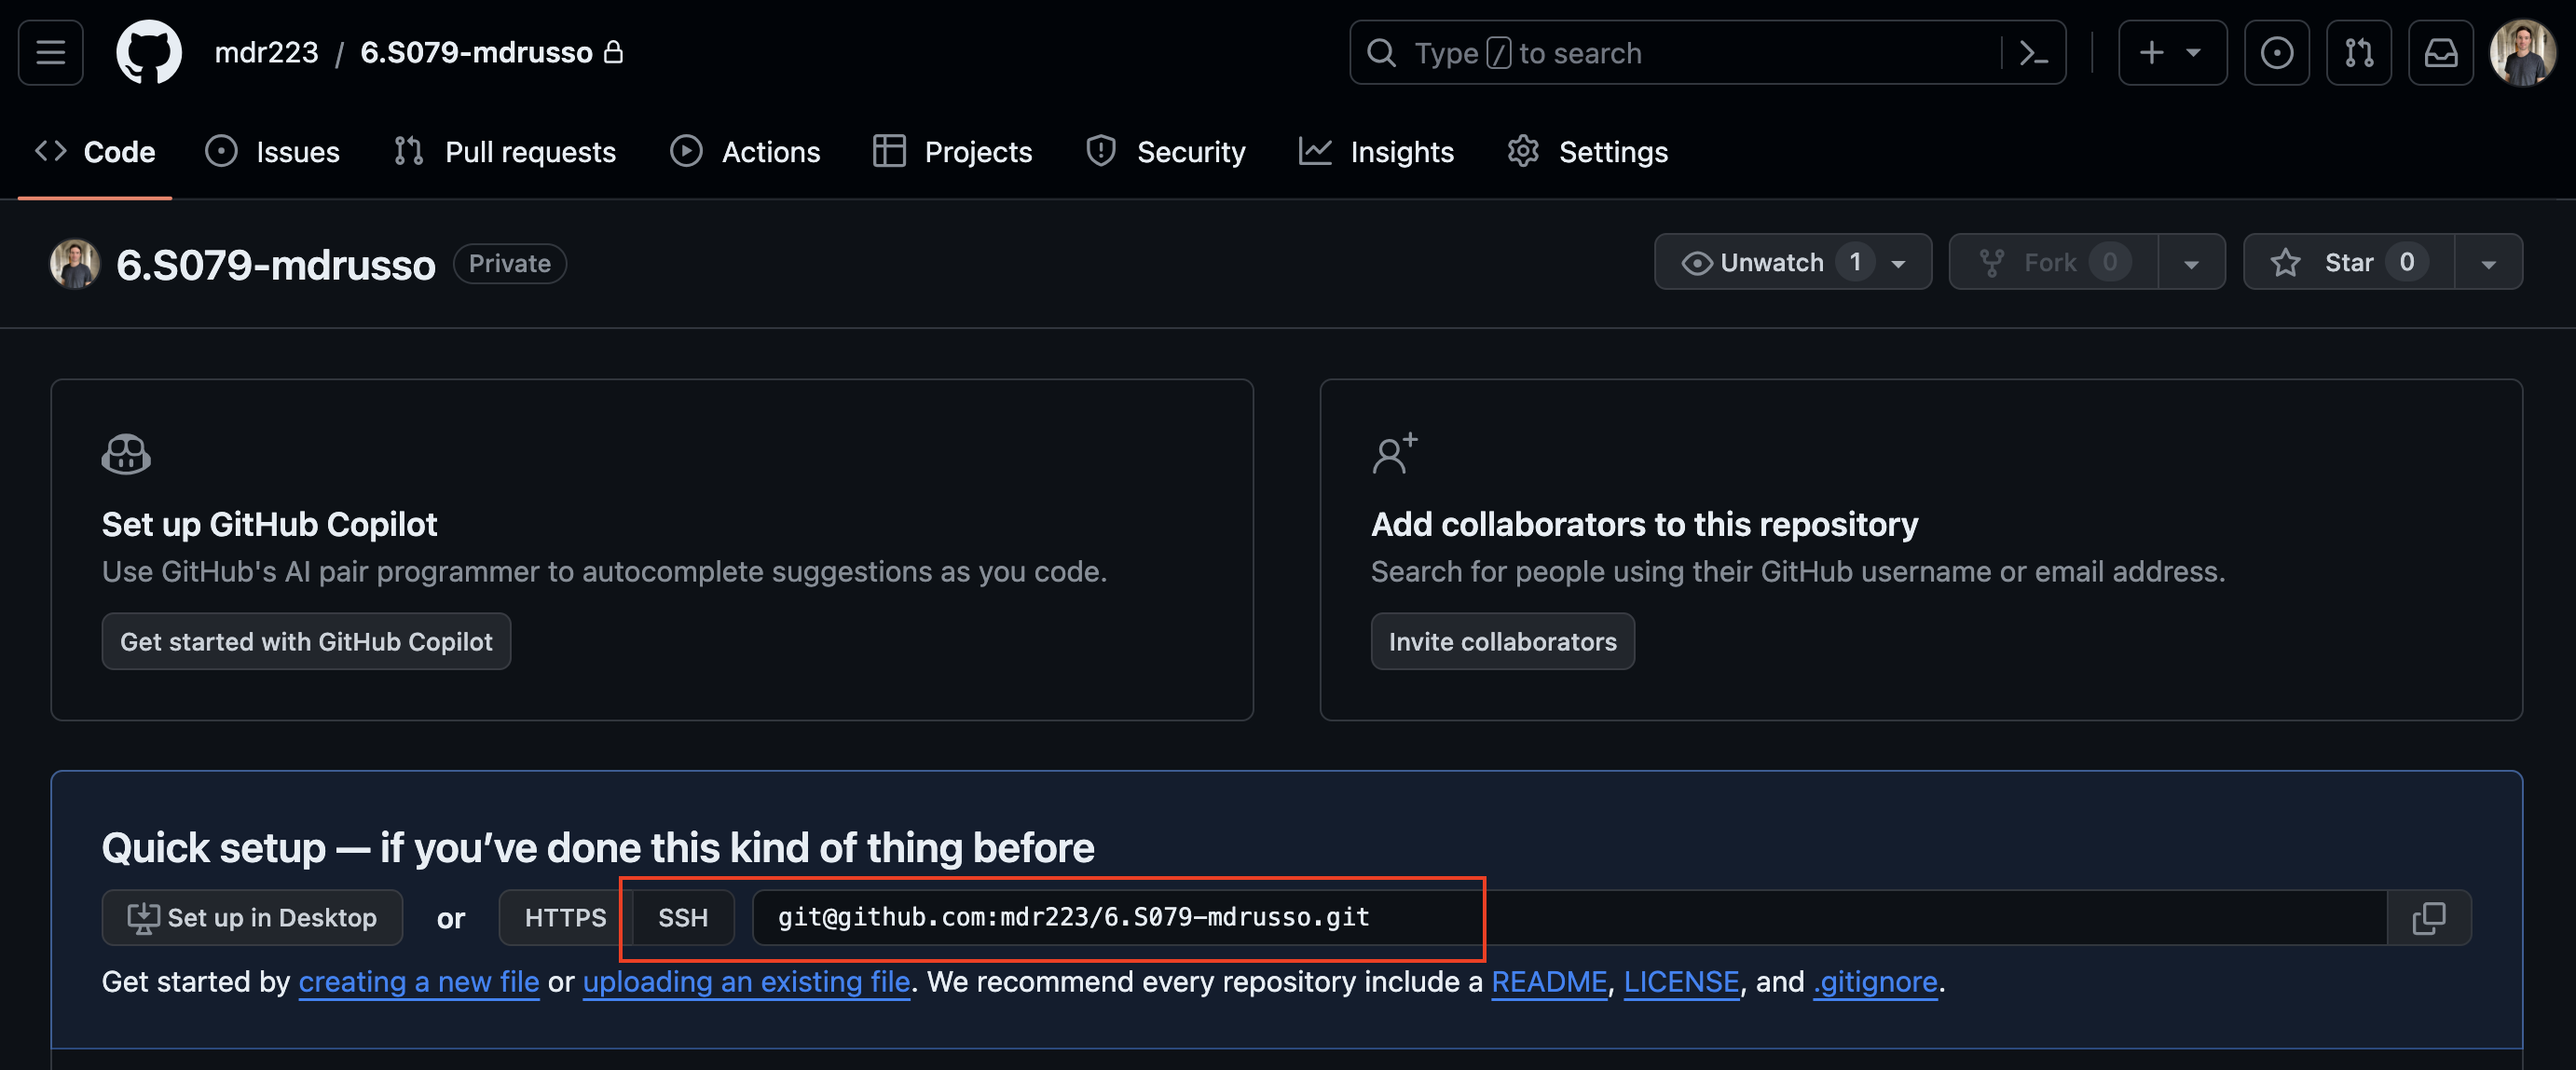 mdr223 / 6.S079-mdrusso Type / to search
Code Issues Pull requests Actions Projects Security Insights Settings
6.S079-mdrusso Private Unwatch 1 Fork 0 Star 0
Set up GitHub Copilot
Use GitHub's AI pair programmer to autocomplete suggestions as you code.
Get started with GitHub Copilot
Add collaborators to this repository
Search for people using their GitHub username or email address.
Invite collaborators
Quick setup — if you’ve done this kind of thing before
Set up in Desktop or HTTPS SSH git@github.com:mdr223/6.S079-mdrusso.git
Get started by creating a new file or uploading an existing file. We recommend every repository include a README, LICENSE, and .gitignore.